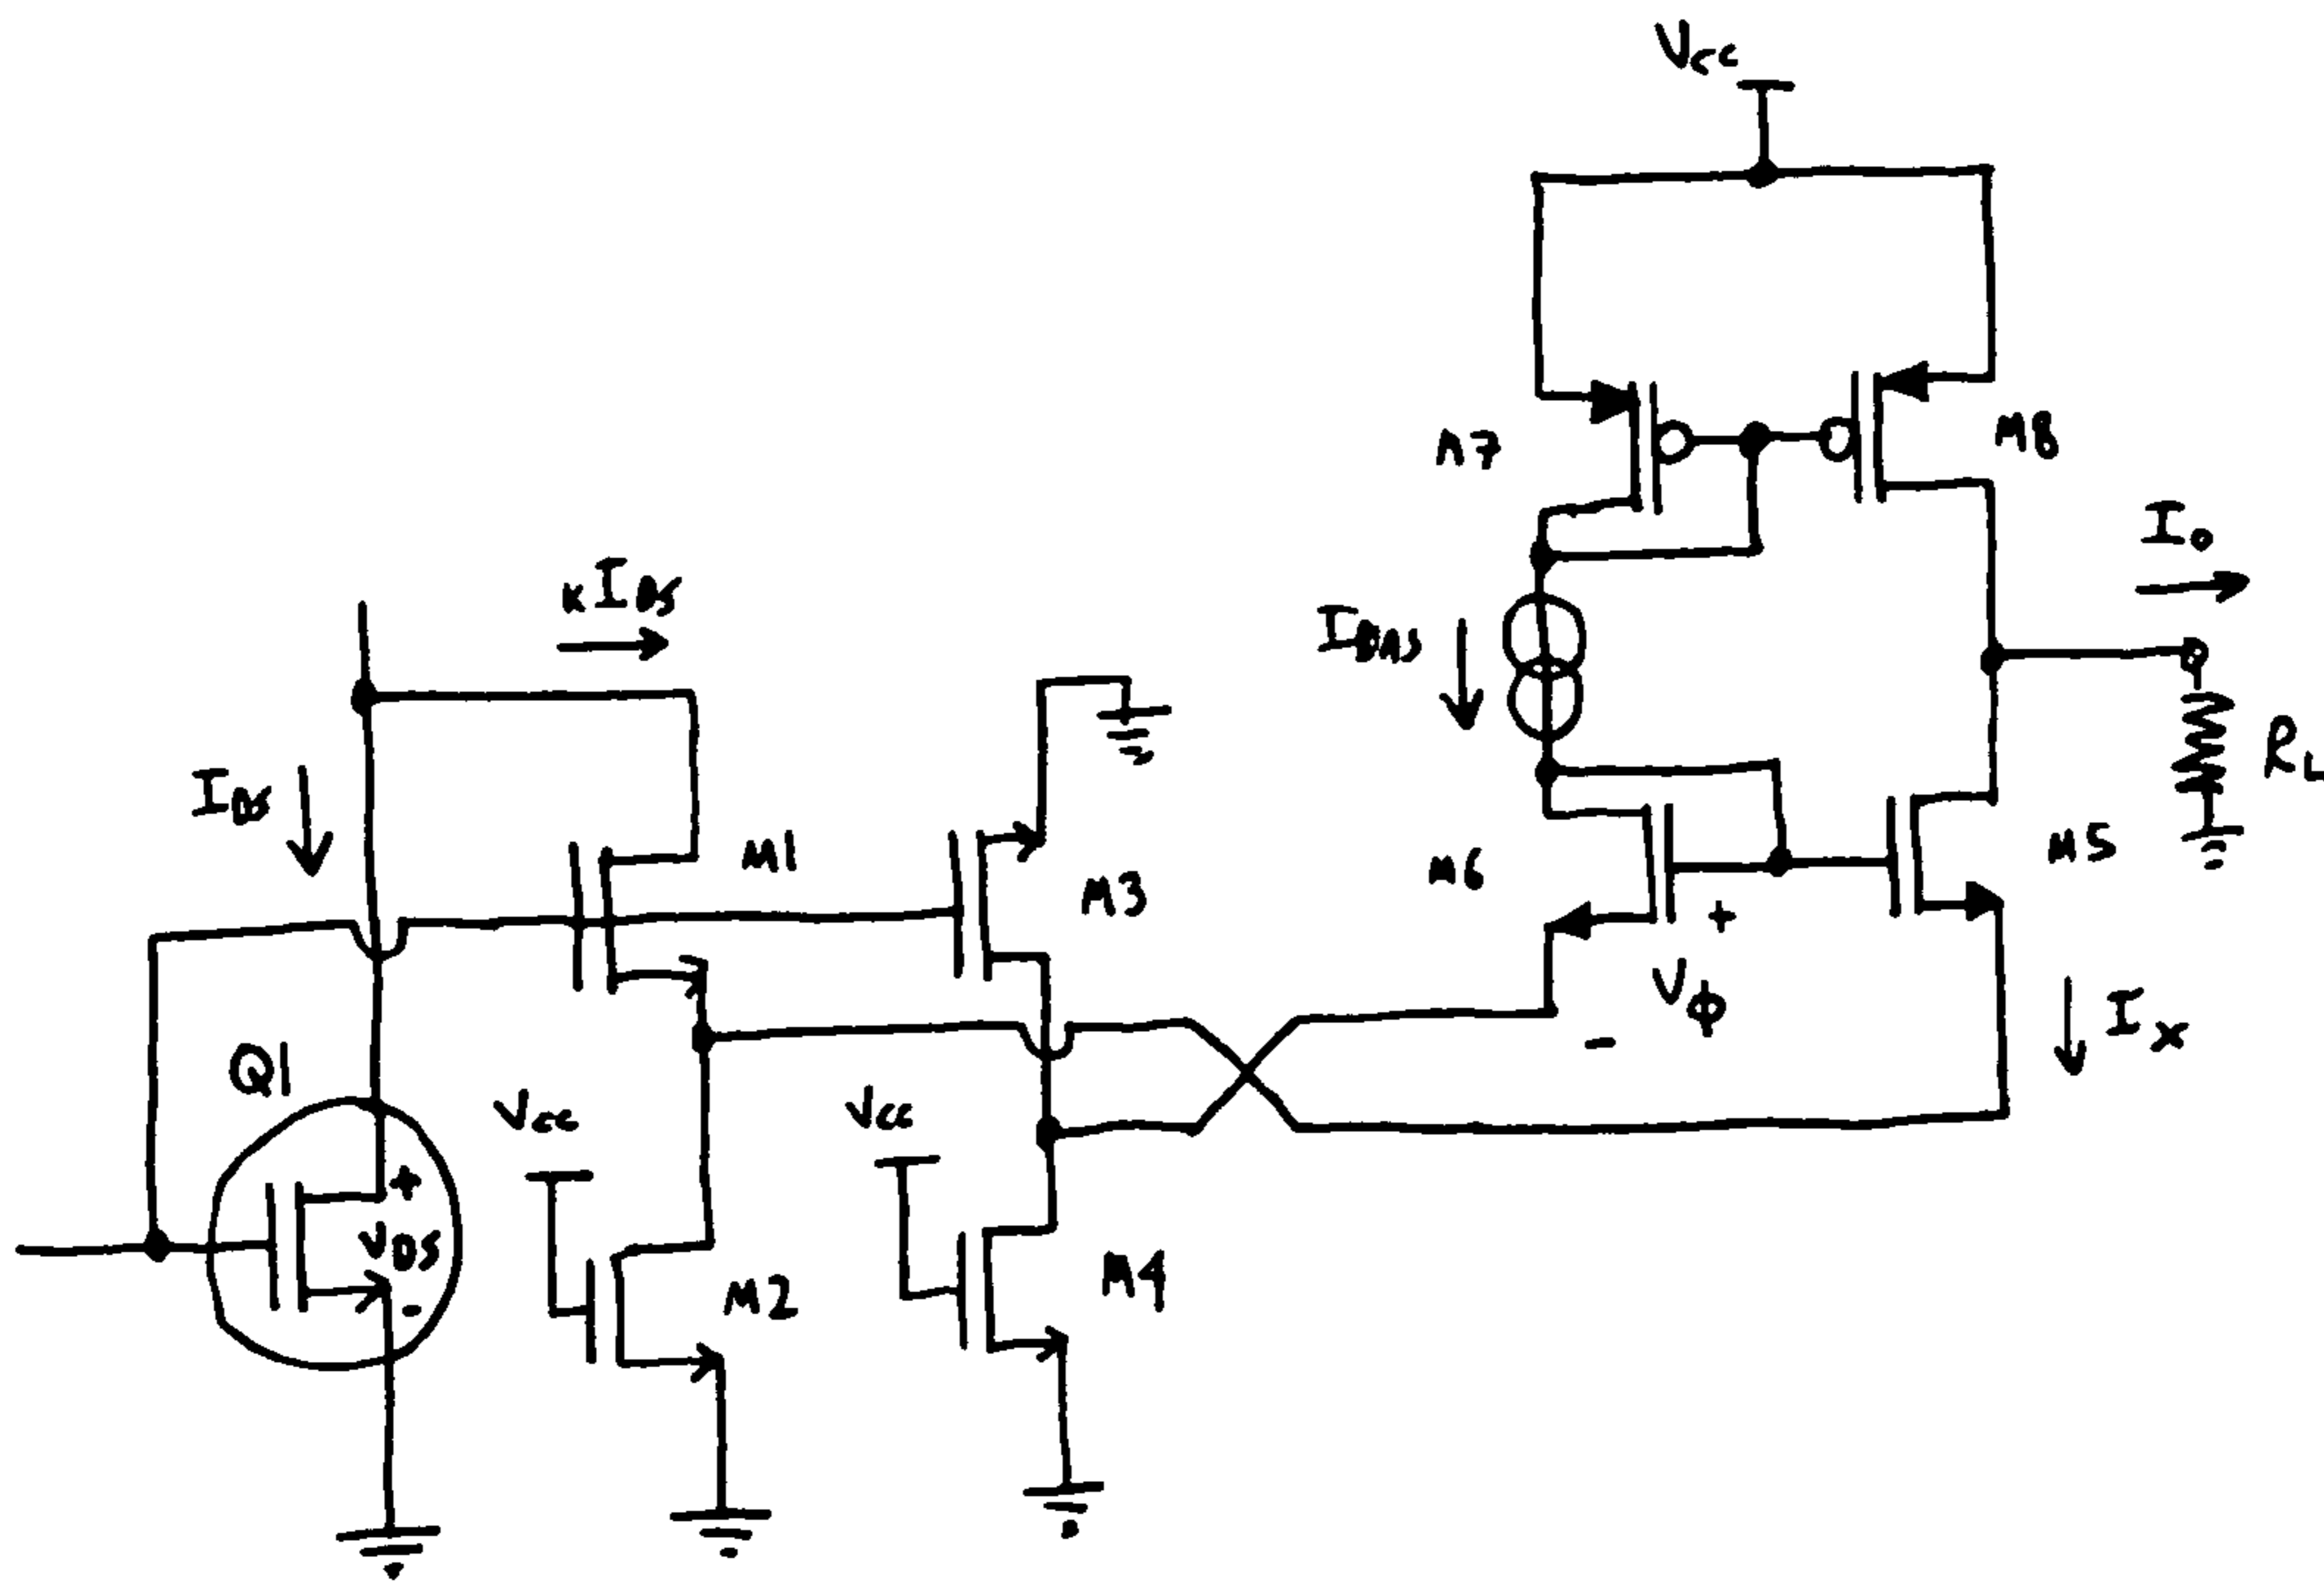 Vcc
M7
M8
Io
κIDS
IBIAS
IDS
RL
M1
M3
M6
M5
+
Vφ
-
Ix
Q1
Vcc
Vcc
+
VDS
-
M2
M4